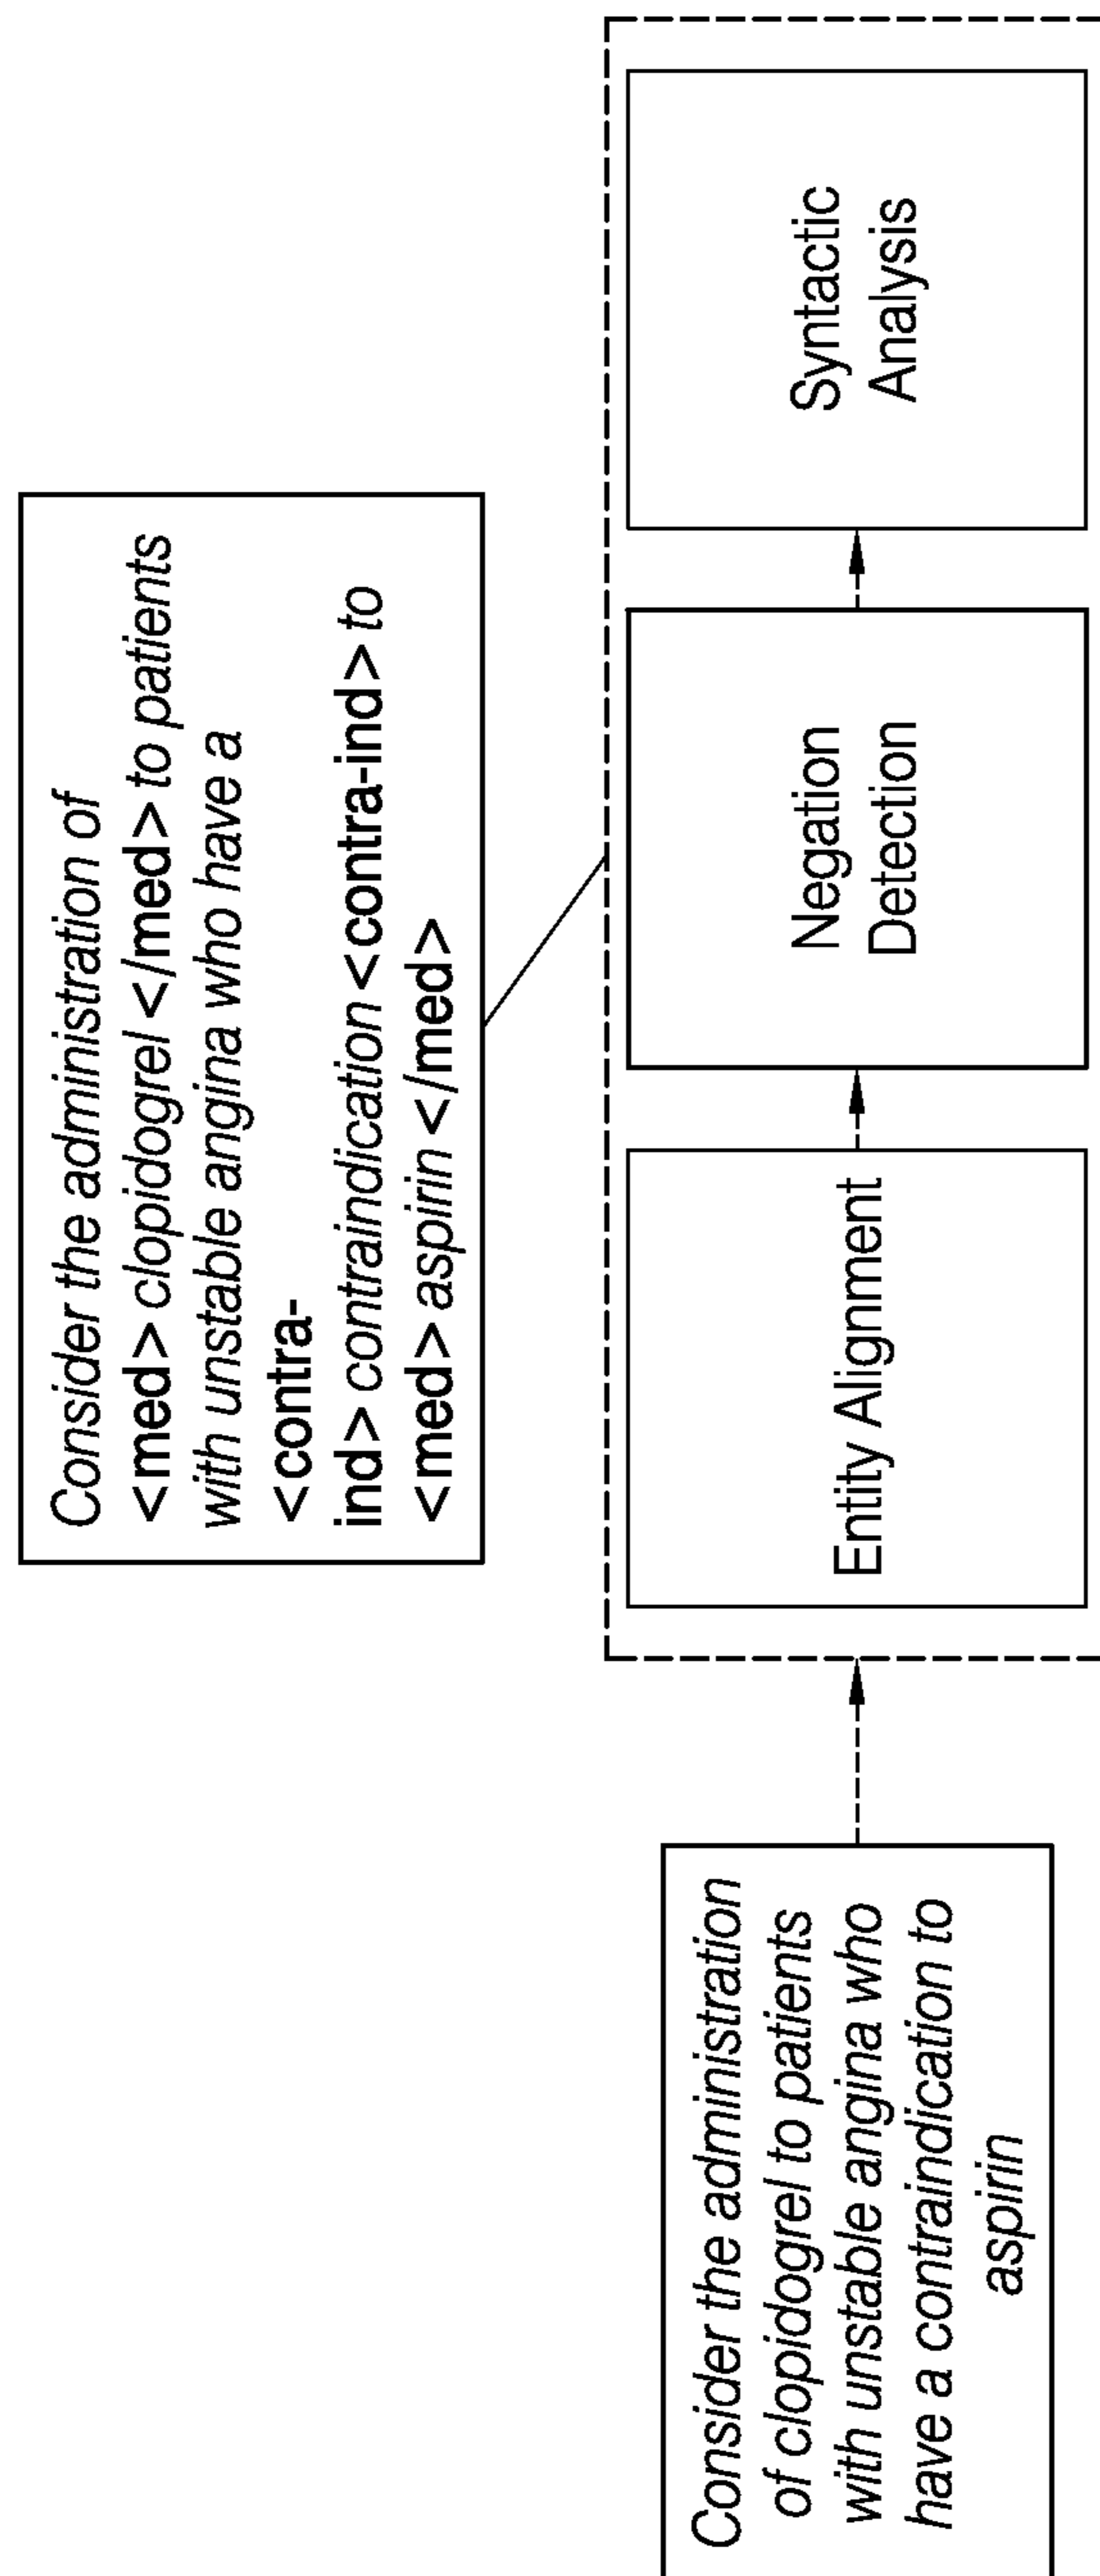 Consider the administration of
<med> clopidogrel </med> to patients
with unstable angina who have a
<contra-
ind> contraindication <contra-ind> to
<med> aspirin </med>
Consider the administration
of clopidogrel to patients
with unstable angina who
have a contraindication to
aspirin
Entity Alignment
Negation
Detection
Syntactic
Analysis